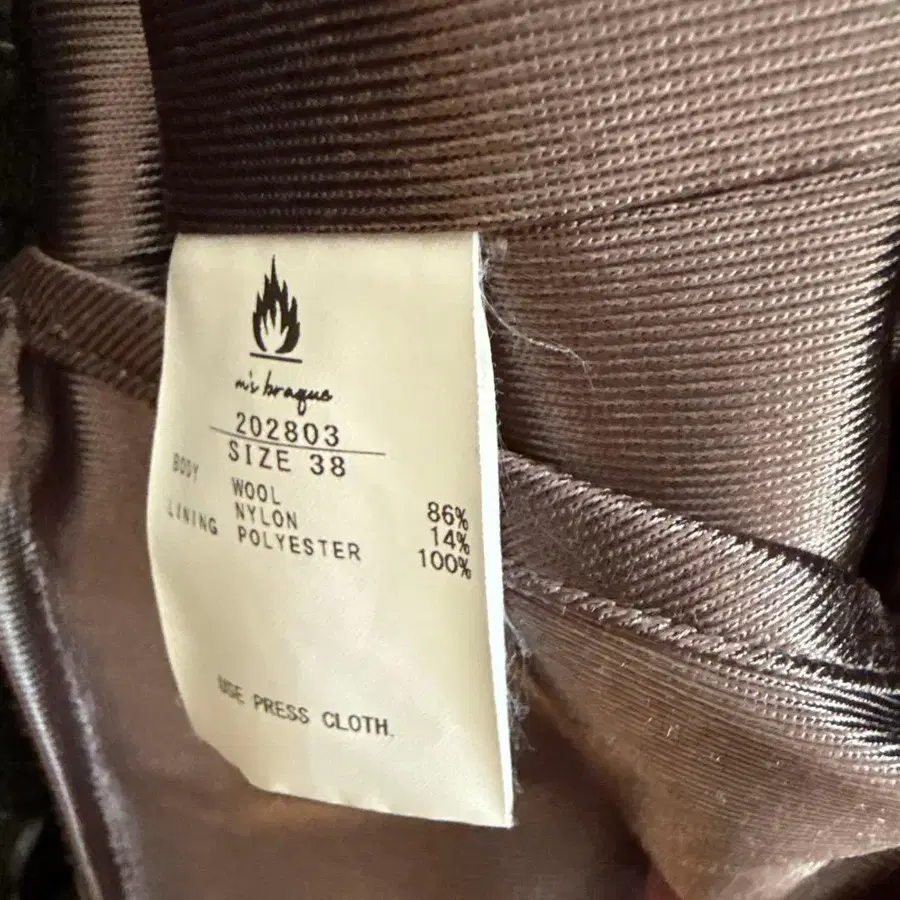 m's braque
202803
SIZE 38
BODY WOOL 86%
NYLON 14%
LINING POLYESTER 100%
USE PRESS CLOTH.